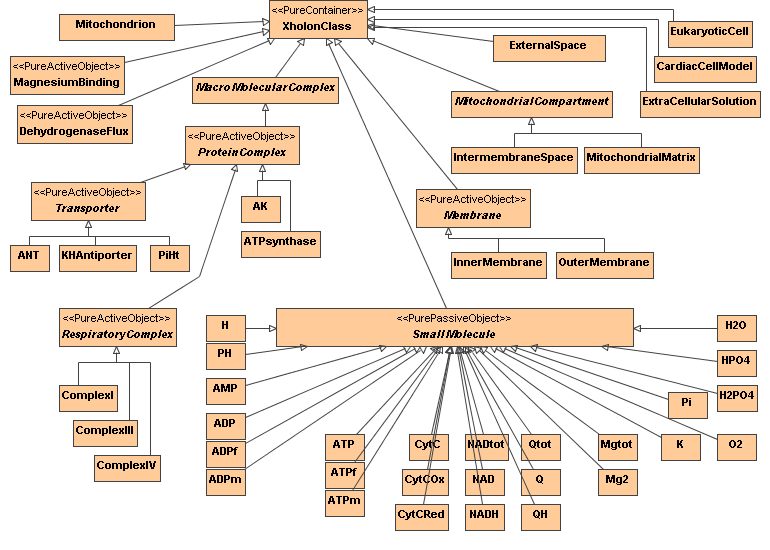 <<PureContainer>>
XholonClass
Mitochondrion
EukaryoticCell
ExternalSpace
CardiacCellModel
<<PureActiveObject>>
MagnesiumBinding
MacroMolecularComplex
MitochondrialCompartment
ExtraCellularSolution
<<PureActiveObject>>
DehydrogenaseFlux
<<PureActiveObject>>
ProteinComplex
IntermembraneSpace
MitochondrialMatrix
<<PureActiveObject>>
Transporter
AK
<<PureActiveObject>>
Membrane
ANT
KHAntiporter
PiHt
ATPsynthase
InnerMembrane
OuterMembrane
<<PureActiveObject>>
RespiratoryComplex
<<PurePassiveObject>>
SmallMolecule
H
H2O
PH
HPO4
AMP
H2PO4
ComplexI
Pi
ADP
ComplexIII
ATP
CytC
NADtot
Qtot
Mgtot
K
O2
ADPf
ComplexIV
ATPf
ADPm
CytCOx
NAD
Q
Mg2
ATPm
CytCRed
NADH
QH